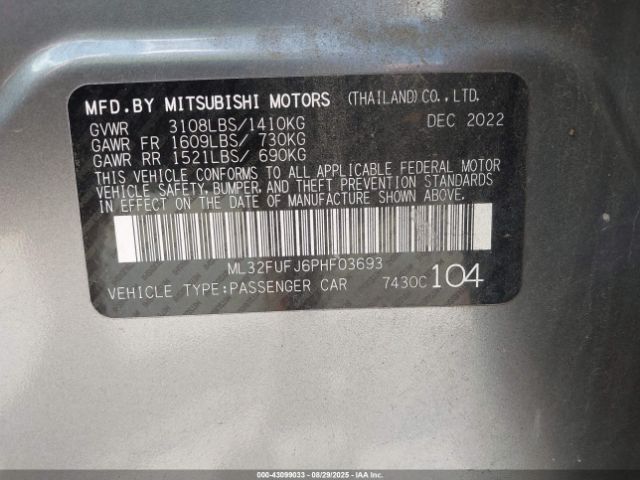 MFD.BY MITSUBISHI MOTORS (THAILAND)CO.,LTD.
GVWR 3108LBS/1410KG DEC 2022
GAWR FR 1609LBS/ 730KG
GAWR RR 1521LBS/ 690KG
THIS VEHICLE CONFORMS TO ALL APPLICABLE FEDERAL MOTOR
VEHICLE SAFETY, BUMPER, AND THEFT PREVENTION STANDARDS
IN EFFECT ON THE DATE OF MANUFACTURE SHOWN ABOVE.
ML32FUFJ6PHF03693
VEHICLE TYPE:PASSENGER CAR 7430C 104
000-43099033 - 08/29/2025 - IAAI.COM